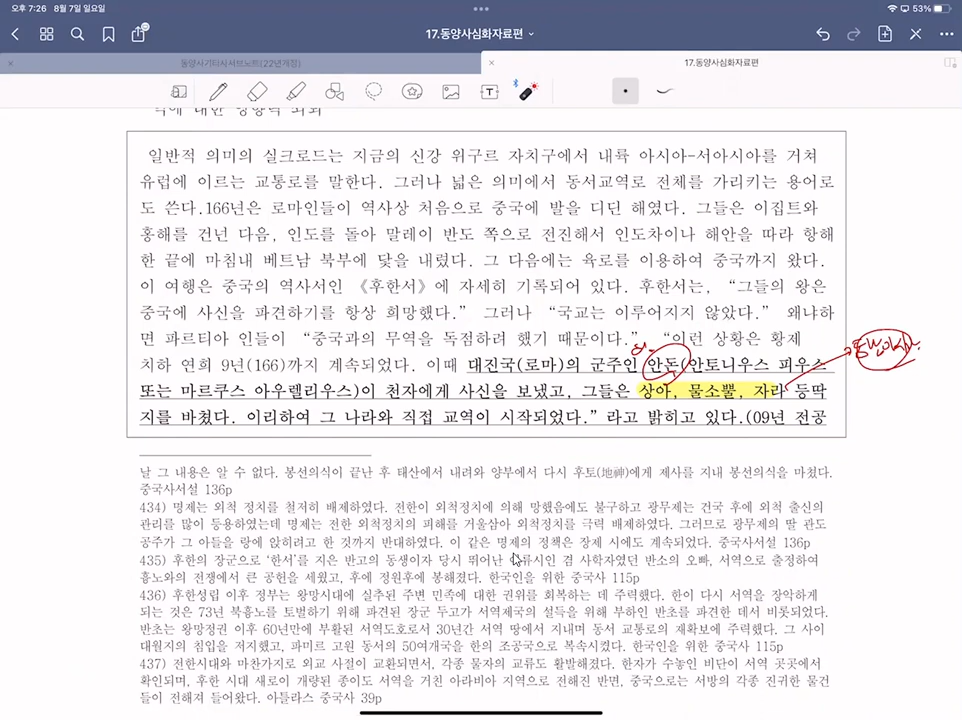 오후 7:26 8월 7일 일요일
53%
17.동양사심화자료편
동양사기타사서브노트(22년개정)
17.동양사심화자료편
식에 대한
일반적 의미의 실크로드는 지금의 신강 위구르 자치구에서 내륙 아시아-서아시아를 거쳐
유럽에 이르는 교통로를 말한다. 그러나 넓은 의미에서 동서교역로 전체를 가리키는 용어로
도 쓴다.166년은 로마인들이 역사상 처음으로 중국에 발을 디딘 해였다. 그들은 이집트와
홍해를 건넌 다음, 인도를 돌아 말레이 반도 쪽으로 전진해서 인도차이나 해안을 따라 항해
한 끝에 마침내 베트남 북부에 닻을 내렸다. 그 다음에는 육로를 이용하여 중국까지 왔다.
이 여행은 중국의 역사서인 《후한서》에 자세히 기록되어 있다. 후한서는, “그들의 왕은
중국에 사신을 파견하기를 항상 희망했다.” 그러나 “국교는 이루어지지 않았다.” 왜냐하
면 파르티아 인들이 “중국과의 무역을 독점하려 했기 때문이다.” “이런 상황은 황제
치하 연희 9년(166)까지 계속되었다. 이때 대진국(로마)의 군주인 안돈(안토니우스 피우스
또는 마르쿠스 아우렐리우스)이 천자에게 사신을 보냈고, 그들은 상아, 물소뿔, 자라 등딱
지를 바쳤다. 이리하여 그 나라와 직접 교역이 시작되었다.” 라고 밝히고 있다.(09년 전공
날 그 내용은 알 수 없다. 봉선의식이 끝난 후 태산에서 내려와 양부에서 다시 후토(地神)에게 제사를 지내 봉선의식을 마쳤다.
중국사서설 136p
434) 명제는 외척 정치를 철저히 배제하였다. 전한이 외척정치에 의해 망했음에도 불구하고 광무제는 건국 후에 외척 출신의
관리를 많이 등용하였는데 명제는 전한 외척정치의 피해를 거울삼아 외척정치를 극력 배제하였다. 그러므로 광무제의 딸 관도
공주가 그 아들을 랑에 앉히려고 한 것까지 반대하였다. 이 같은 명제의 정책은 장제 시에도 계속되었다. 중국사서설 136p
435) 후한의 장군으로 ‘한서’를 지은 반고의 동생이자 당시 뛰어난 여류시인 겸 사학자였던 반소의 오빠, 서역으로 출정하여
흉노와의 전쟁에서 큰 공헌을 세웠고, 후에 정원후에 봉해졌다. 한국인을 위한 중국사 115p
436) 후한성립 이후 정부는 왕망시대에 실추된 주변 민족에 대한 권위를 회복하는 데 주력했다. 한이 다시 서역을 장악하게
되는 것은 73년 북흉노를 토벌하기 위해 파견된 장군 두고가 서역제국의 설득을 위해 부하인 반초를 파견한 데서 비롯되었다.
반초는 왕망정권 이후 60년만에 부활된 서역도호로서 30년간 서역 땅에서 지내며 동서 교통로의 재확보에 주력했다. 그 사이
대월지의 침입을 저지했고, 파미르 고원 동서의 50여개국을 한의 조공국으로 복속시켰다. 한국인을 위한 중국사 115p
437) 전한시대와 마찬가지로 외교 사절이 교환되면서, 각종 물자의 교류도 활발해졌다. 한자가 수놓인 비단이 서역 곳곳에서
확인되며, 후한 시대 새로이 개량된 종이도 서역을 거친 아라비아 지역으로 전해진 반면, 중국으로는 서방의 각종 진귀한 물건
들이 전해져 들어왔다. 아틀라스 중국사 39p